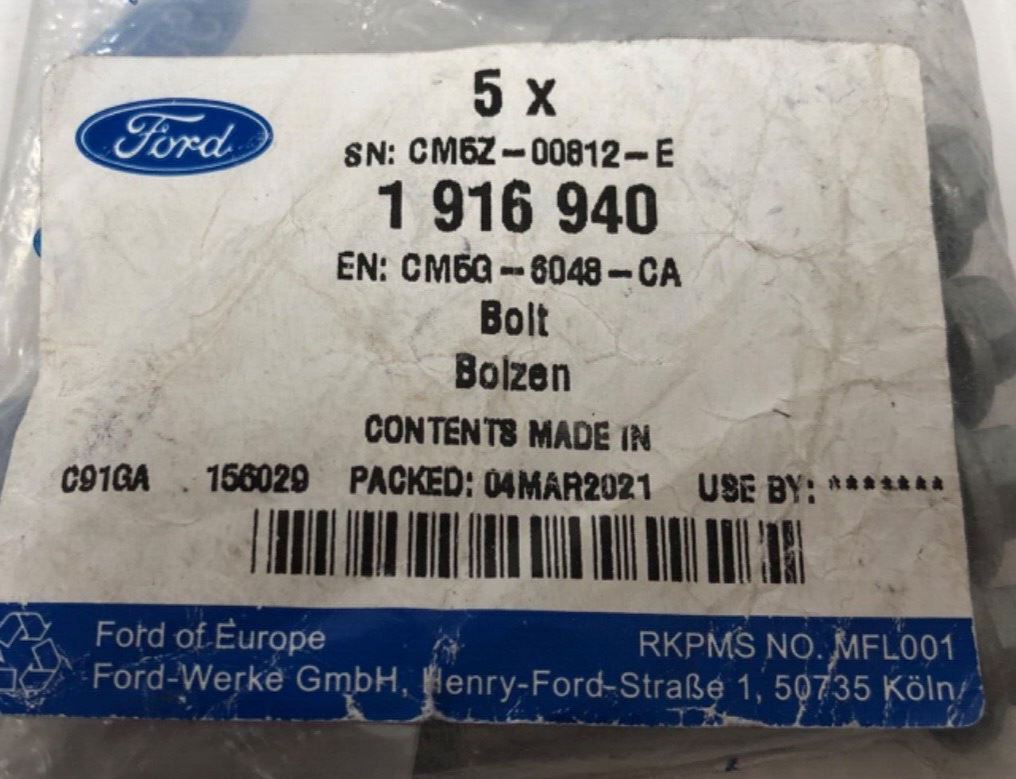 5 x
Ford
SN: CM5Z-00812-E
1 916 940
EN: CM5G-6048-CA
Bolt
Bolzen
CONTENTS MADE IN
C91GA 156029 PACKED: 04MAR2021 USE BY: *******
Ford of Europe RKPMS NO. MFL001
Ford-Werke GmbH, Henry-Ford-Straße 1, 50735 Köln